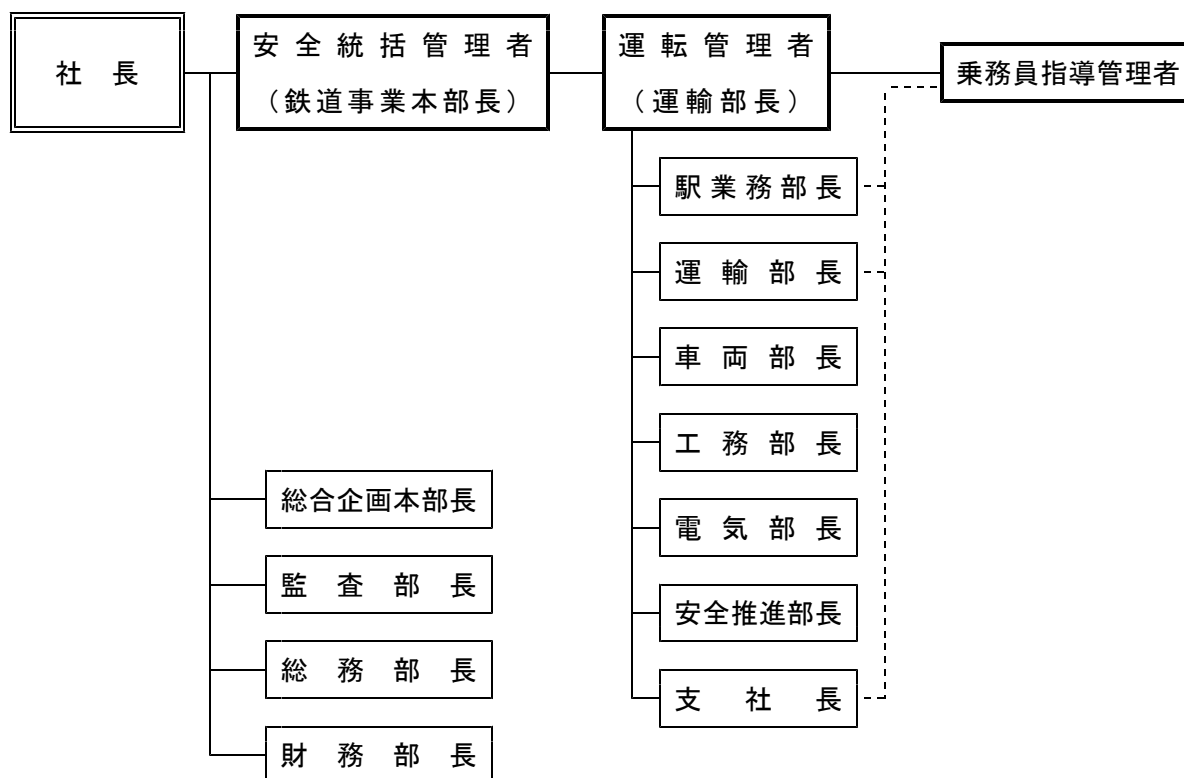 社長
安全統括管理者
（鉄道事業本部長）
運転管理者
（運輸部長）
乗務員指導管理者
駅業務部長
運輸部長
車両部長
工務部長
電気部長
安全推進部長
支社長
総合企画本部長
監査部長
総務部長
財務部長